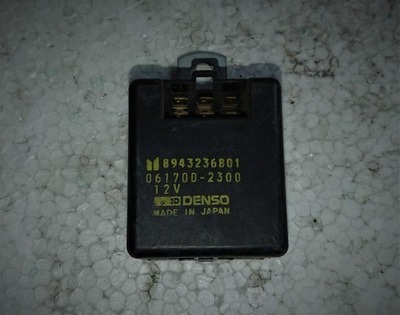 8943236801
061700-2300
12V
DENSO
MADE IN JAPAN